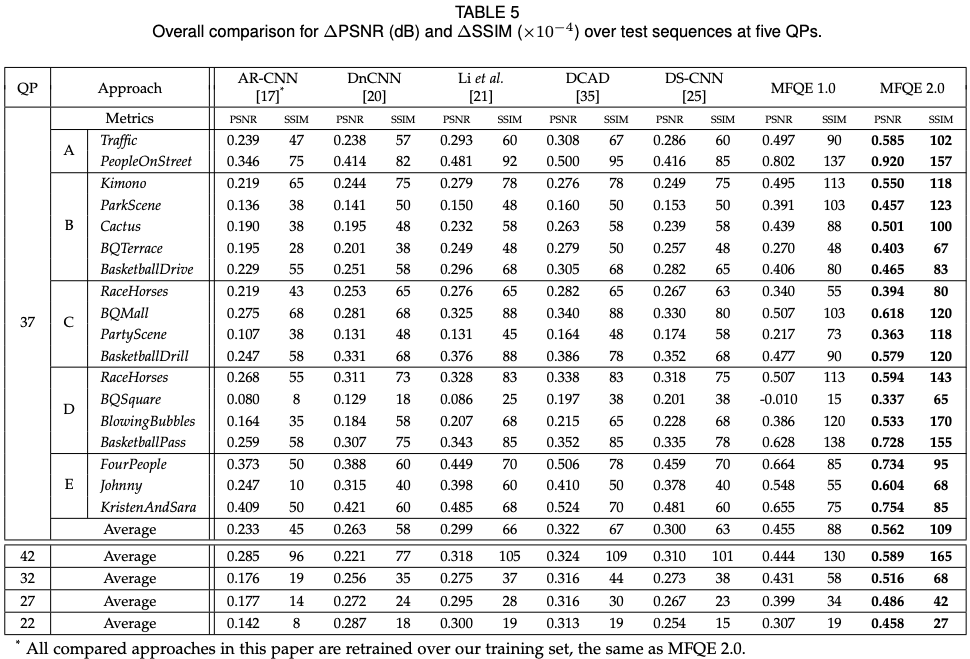 TABLE 5
Overall comparison for ΔPSNR (dB) and ΔSSIM (×10⁻⁴) over test sequences at five QPs.
QP Approach AR-CNN [17]* DnCNN [20] Li et al. [21] DCAD [35] DS-CNN [25] MFQE 1.0 MFQE 2.0
Metrics PSNR SSIM PSNR SSIM PSNR SSIM PSNR SSIM PSNR SSIM PSNR SSIM PSNR SSIM
37
A
Traffic 0.239 47 0.238 57 0.293 60 0.308 67 0.286 60 0.497 90 0.585 102
PeopleOnStreet 0.346 75 0.414 82 0.481 92 0.500 95 0.416 85 0.802 137 0.920 157
B
Kimono 0.219 65 0.244 75 0.279 78 0.276 78 0.249 75 0.495 113 0.550 118
ParkScene 0.136 38 0.141 50 0.150 48 0.160 50 0.153 50 0.391 103 0.457 123
Cactus 0.190 38 0.195 48 0.232 58 0.263 58 0.239 58 0.439 88 0.501 100
BQTerrace 0.195 28 0.201 38 0.249 48 0.279 50 0.257 48 0.270 48 0.403 67
BasketballDrive 0.229 55 0.251 58 0.296 68 0.305 68 0.282 65 0.406 80 0.465 83
C
RaceHorses 0.219 43 0.253 65 0.276 65 0.282 65 0.267 63 0.340 55 0.394 80
BQMall 0.275 68 0.281 68 0.325 88 0.340 88 0.330 80 0.507 103 0.618 120
PartyScene 0.107 38 0.131 48 0.131 45 0.164 48 0.174 58 0.217 73 0.363 118
BasketballDrill 0.247 58 0.331 68 0.376 88 0.386 78 0.352 68 0.477 90 0.579 120
D
RaceHorses 0.268 55 0.311 73 0.328 83 0.338 83 0.318 75 0.507 113 0.594 143
BQSquare 0.080 8 0.129 18 0.086 25 0.197 38 0.201 38 -0.010 15 0.337 65
BlowingBubbles 0.164 35 0.184 58 0.207 68 0.215 65 0.228 68 0.386 120 0.533 170
BasketballPass 0.259 58 0.307 75 0.343 85 0.352 85 0.335 78 0.628 138 0.728 155
E
FourPeople 0.373 50 0.388 60 0.449 70 0.506 78 0.459 70 0.664 85 0.734 95
Johnny 0.247 10 0.315 40 0.398 60 0.410 50 0.378 40 0.548 55 0.604 68
KristenAndSara 0.409 50 0.421 60 0.485 68 0.524 70 0.481 60 0.655 75 0.754 85
Average 0.233 45 0.263 58 0.299 66 0.322 67 0.300 63 0.455 88 0.562 109
42 Average 0.285 96 0.221 77 0.318 105 0.324 109 0.310 101 0.444 130 0.589 165
32 Average 0.176 19 0.256 35 0.275 37 0.316 44 0.273 38 0.431 58 0.516 68
27 Average 0.177 14 0.272 24 0.295 28 0.316 30 0.267 23 0.399 34 0.486 42
22 Average 0.142 8 0.287 18 0.300 19 0.313 19 0.254 15 0.307 19 0.458 27
* All compared approaches in this paper are retrained over our training set, the same as MFQE 2.0.